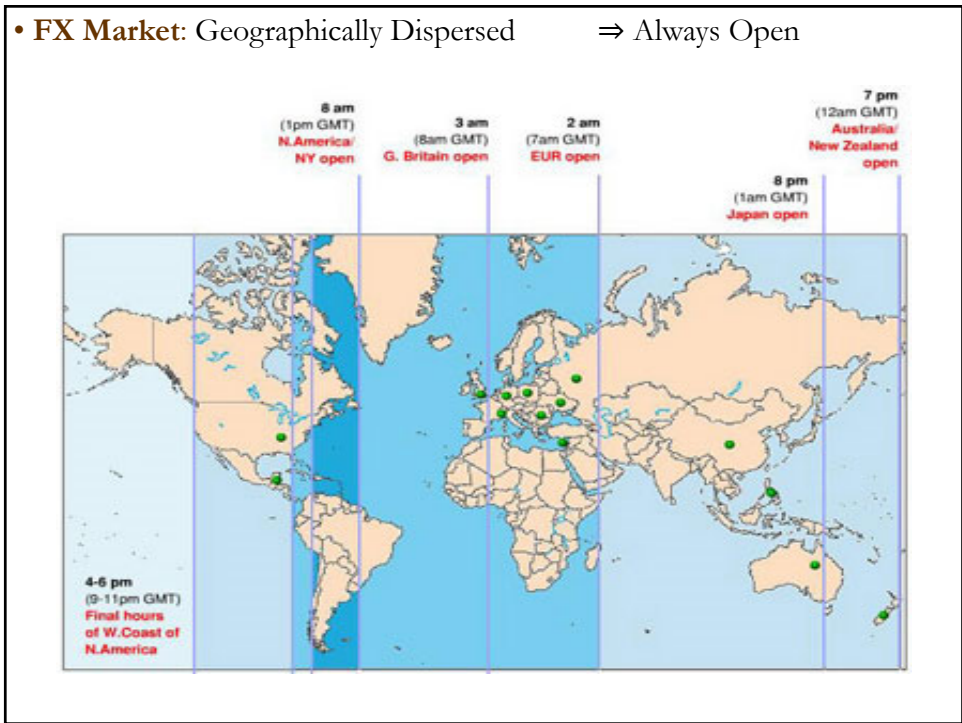 • FX Market: Geographically Dispersed ⇒ Always Open
8 am
(1pm GMT)
N.America/
NY open
3 am
(8am GMT)
G. Britain open
2 am
(7am GMT)
EUR open
8 pm
(1am GMT)
Japan open
7 pm
(12am GMT)
Australia/
New Zealand
open
4-6 pm
(9-11pm GMT)
Final hours
of W.Coast of
N.America